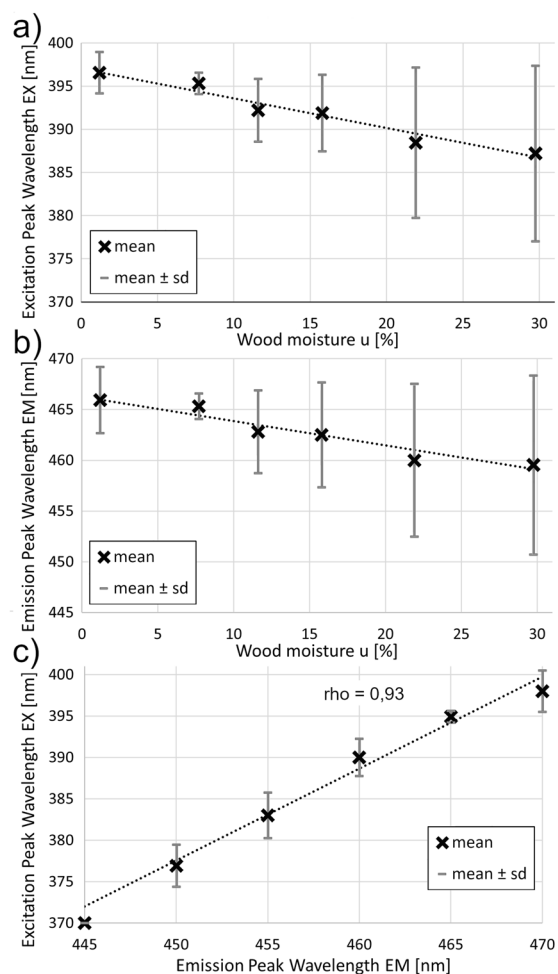 a)
Excitation Peak Wavelength EX [nm]
400
395
390
385
380
375
370
mean
mean ± sd
0 5 10 15 20 25 30
Wood moisture u [%]
b)
Emission Peak Wavelength EM [nm]
470
465
460
455
450
445
mean
mean ± sd
0 5 10 15 20 25 30
Wood moisture u [%]
c)
Excitation Peak Wavelength EX [nm]
400
395
390
385
380
375
370
rho = 0,93
mean
mean ± sd
445 450 455 460 465 470
Emission Peak Wavelength EM [nm]